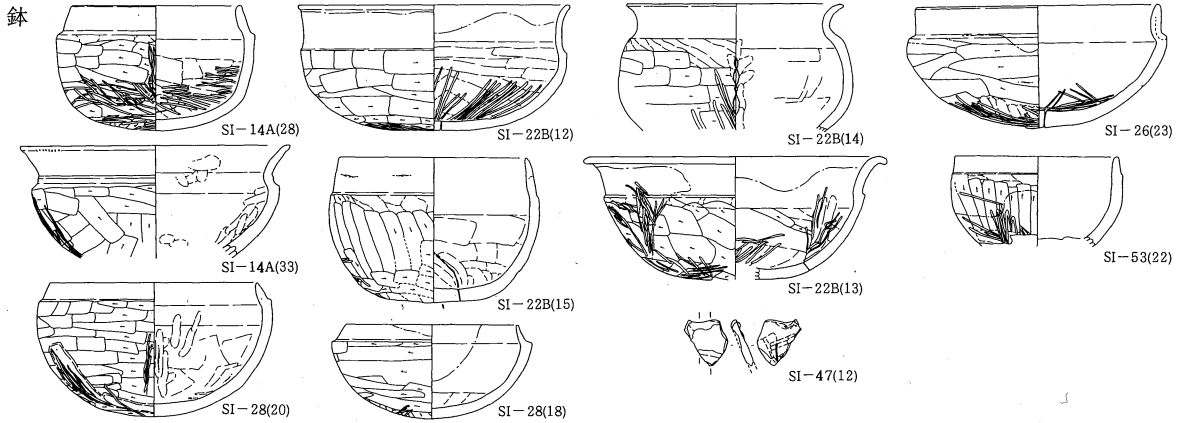 鉢
SI-14A(28)
SI-22B(12)
SI-22B(14)
SI-26(23)
SI-14A(33)
SI-22B(15)
SI-22B(13)
SI-53(22)
SI-28(20)
SI-28(18)
SI-47(12)